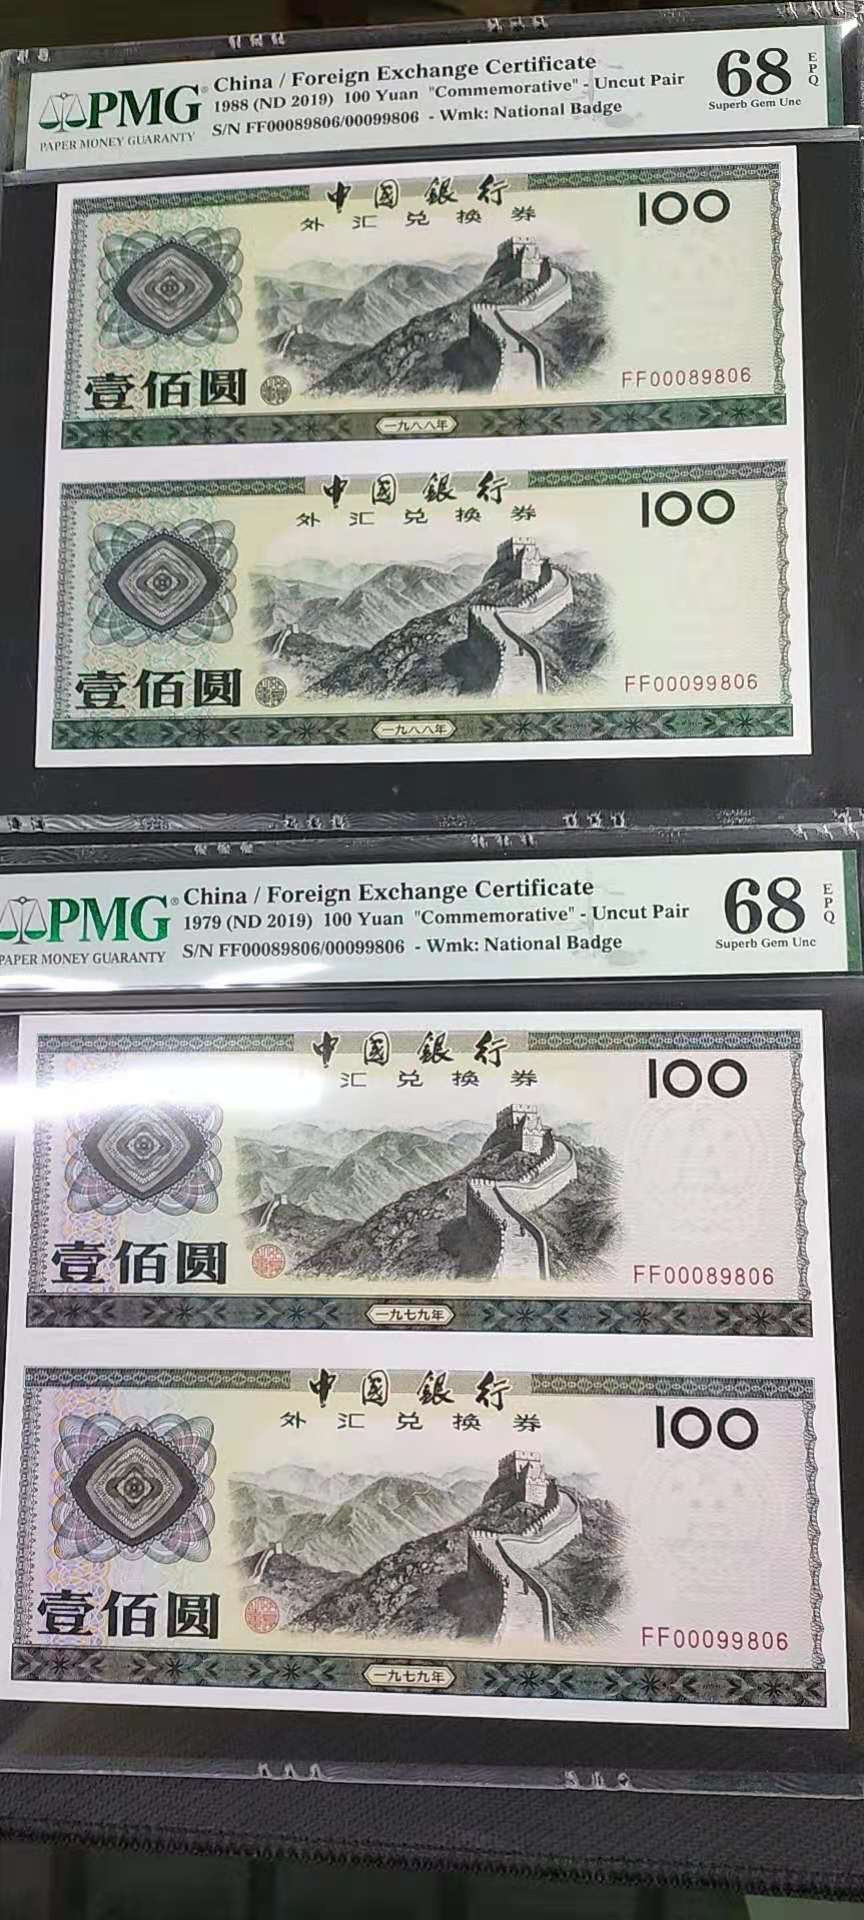 PMG®
PAPER MONEY GUARANTY
China / Foreign Exchange Certificate
1988 (ND 2019) 100 Yuan "Commemorative" - Uncut Pair
S/N FF00089806/00099806 - Wmk: National Badge
68
EPQ
Superb Gem Unc
中國銀行
外汇兑换券
100
FF00089806
壹佰圆
一九八八年
中國銀行
外汇兑换券
100
FF00099806
壹佰圆
一九八八年
PMG®
PAPER MONEY GUARANTY
China / Foreign Exchange Certificate
1979 (ND 2019) 100 Yuan "Commemorative" - Uncut Pair
S/N FF00089806/00099806 - Wmk: National Badge
68
EPQ
Superb Gem Unc
中國銀行
汇兑换券
100
FF00089806
壹佰圆
一九七九年
中國銀行
外汇兑换券
100
FF00099806
壹佰圆
一九七九年